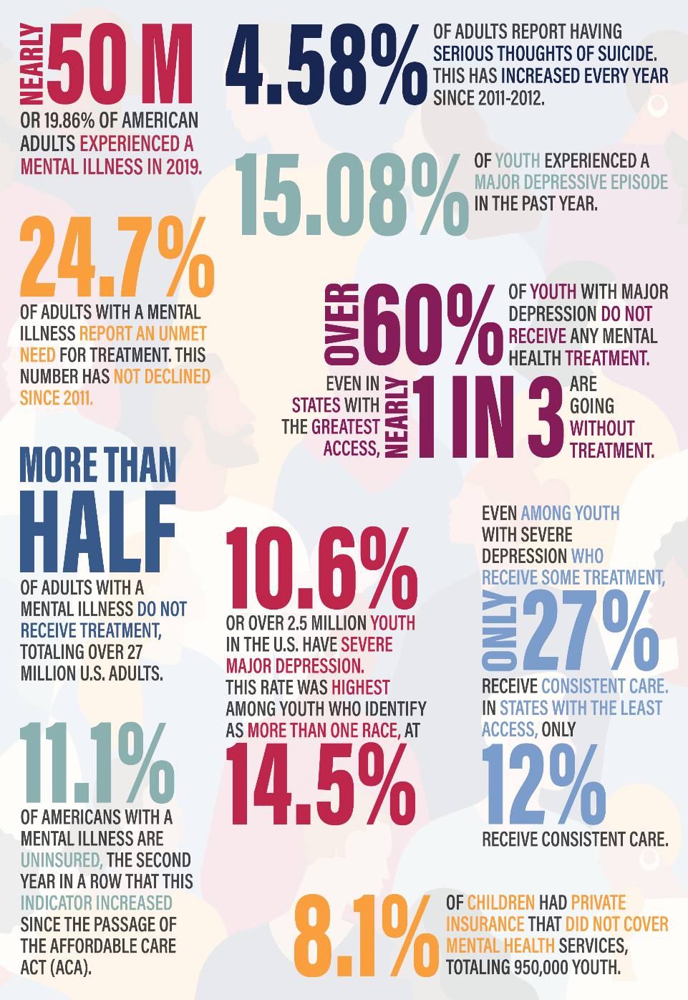 NEARLY
50 M
OR 19.86% OF AMERICAN
ADULTS EXPERIENCED A
MENTAL ILLNESS IN 2019.
4.58%
OF ADULTS REPORT HAVING
SERIOUS THOUGHTS OF SUICIDE.
THIS HAS INCREASED EVERY YEAR
SINCE 2011-2012.
15.08%
OF YOUTH EXPERIENCED A
MAJOR DEPRESSIVE EPISODE
IN THE PAST YEAR.
24.7%
OF ADULTS WITH A MENTAL
ILLNESS REPORT AN UNMET
NEED FOR TREATMENT. THIS
NUMBER HAS NOT DECLINED
SINCE 2011.
OVER
60%
OF YOUTH WITH MAJOR
DEPRESSION DO NOT
RECEIVE ANY MENTAL
HEALTH TREATMENT.
EVEN IN
STATES WITH
THE GREATEST
ACCESS,
NEARLY
1 IN 3
ARE
GOING
WITHOUT
TREATMENT.
MORE THAN
HALF
OF ADULTS WITH A
MENTAL ILLNESS DO NOT
RECEIVE TREATMENT,
TOTALING OVER 27
MILLION U.S. ADULTS.
10.6%
OR OVER 2.5 MILLION YOUTH
IN THE U.S. HAVE SEVERE
MAJOR DEPRESSION.
THIS RATE WAS HIGHEST
AMONG YOUTH WHO IDENTIFY
AS MORE THAN ONE RACE, AT
14.5%
EVEN AMONG YOUTH
WITH SEVERE
DEPRESSION WHO
RECEIVE SOME TREATMENT,
ONLY
27%
RECEIVE CONSISTENT CARE.
IN STATES WITH THE LEAST
ACCESS, ONLY
12%
RECEIVE CONSISTENT CARE.
11.1%
OF AMERICANS WITH A
MENTAL ILLNESS ARE
UNINSURED, THE SECOND
YEAR IN A ROW THAT THIS
INDICATOR INCREASED
SINCE THE PASSAGE OF
THE AFFORDABLE CARE
ACT (ACA).
8.1%
OF CHILDREN HAD PRIVATE
INSURANCE THAT DID NOT COVER
MENTAL HEALTH SERVICES,
TOTALING 950,000 YOUTH.